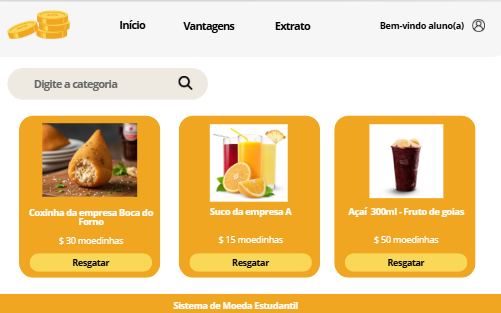 Início Vantagens Extrato Bem-vindo aluno(a)
Digite a categoria
Coxinha da empresa Boca do
Forno
$ 30 moedinhas
Resgatar
Suco da empresa A
$ 15 moedinhas
Resgatar
Açaí 300ml - Fruto de goias
$ 50 moedinhas
Resgatar
Sistema de Moeda Estudantil